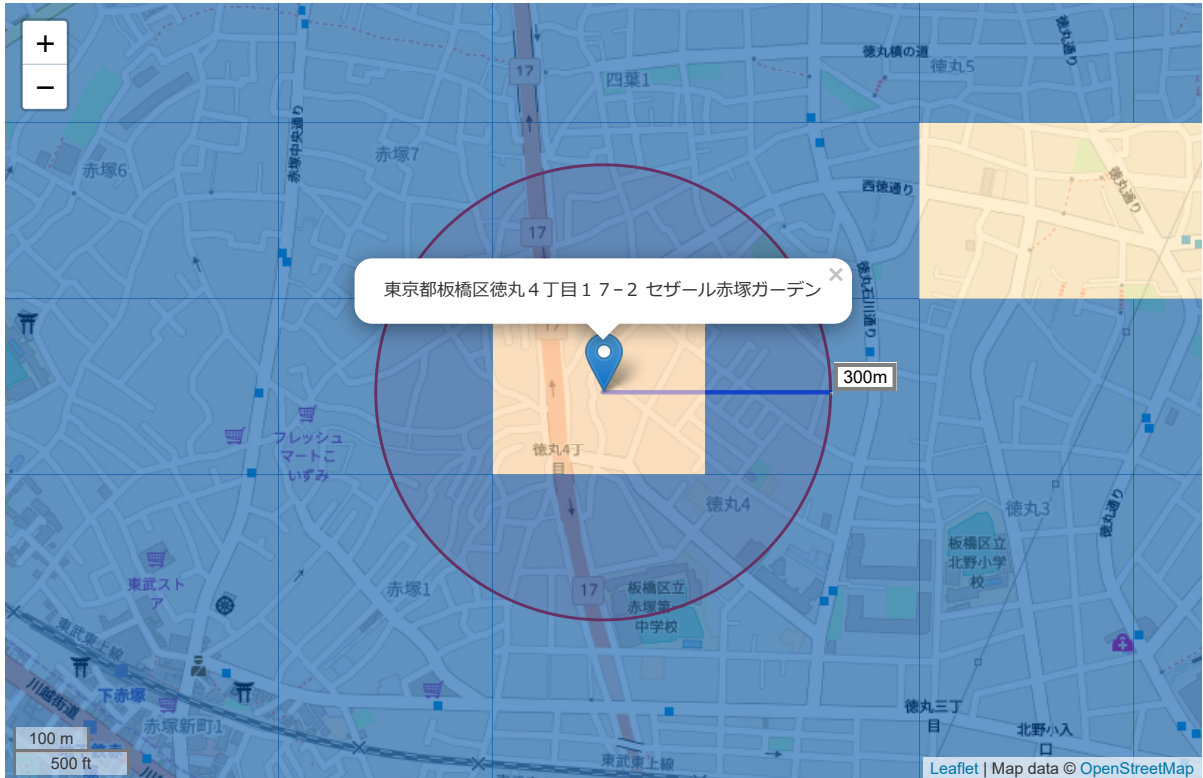 +
−
17
四葉1
徳丸槙の道
徳丸5
徳丸通り
赤塚中央通り
赤塚7
赤塚6
西徳通り
徳丸通り
17
東京都板橋区徳丸４丁目１７−２ セザール赤塚ガーデン
×
徳丸石川通り
17
300m
フレッシュ
マートこ
いずみ
徳丸4丁
目
徳丸4
徳丸3
徳丸通り
板橋区立
北野小学
校
東武スト
ア
赤塚1
17
板橋区立
赤塚第一
中学校
東武東上線
下赤塚
川越街道
赤塚新町1
徳丸三丁
目
北野小入
口
東武東上線
100 m
500 ft
Leaflet | Map data © OpenStreetMap